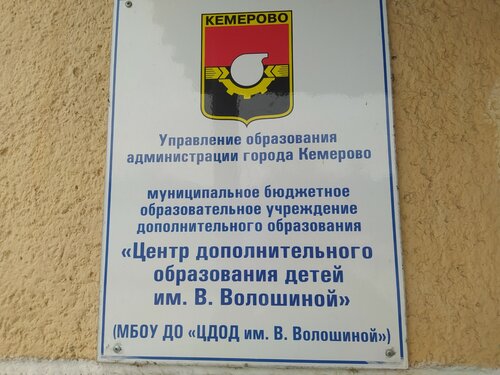 КЕМЕРОВО
Управление образования
администрации города Кемерово
муниципальное бюджетное
образовательное учреждение
дополнительного образования
«Центр дополнительного
образования детей
им. В. Волошиной»
(МБОУ ДО «ЦДОД им. В. Волошиной»)